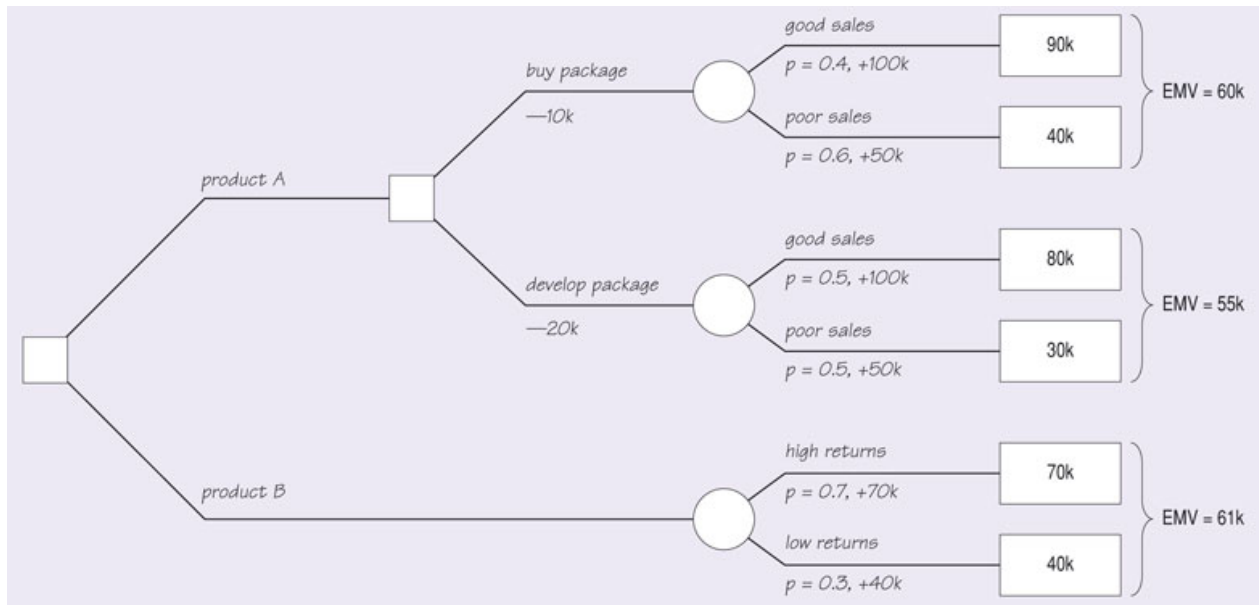 good sales
p = 0.4, +100k
90k
buy package
—10k
EMV = 60k
poor sales
p = 0.6, +50k
40k
product A
good sales
p = 0.5, +100k
80k
develop package
—20k
EMV = 55k
poor sales
p = 0.5, +50k
30k
high returns
p = 0.7, +70k
70k
product B
EMV = 61k
low returns
p = 0.3, +40k
40k